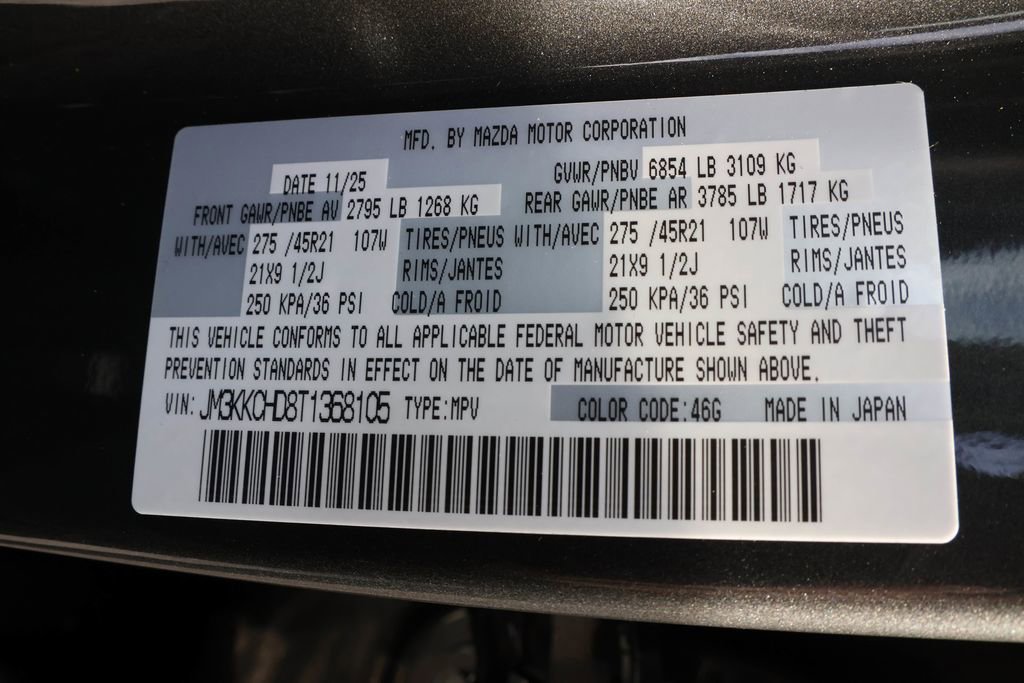 MFD. BY MAZDA MOTOR CORPORATION
DATE 11/25 GVWR/PNBV 6854 LB 3109 KG
FRONT GAWR/PNBE AV 2795 LB 1268 KG REAR GAWR/PNBE AR 3785 LB 1717 KG
WITH/AVEC 275 /45R21 107W TIRES/PNEUS WITH/AVEC 275 /45R21 107W TIRES/PNEUS
21X9 1/2J RIMS/JANTES 21X9 1/2J RIMS/JANTES
250 KPA/36 PSI COLD/A FROID 250 KPA/36 PSI COLD/A FROID
THIS VEHICLE CONFORMS TO ALL APPLICABLE FEDERAL MOTOR VEHICLE SAFETY AND THEFT
PREVENTION STANDARDS IN EFFECT ON THE DATE OF MANUFACTURE SHOWN ABOVE.
VIN: JM3KKCHD8T1368105 TYPE:MPV COLOR CODE:46G MADE IN JAPAN